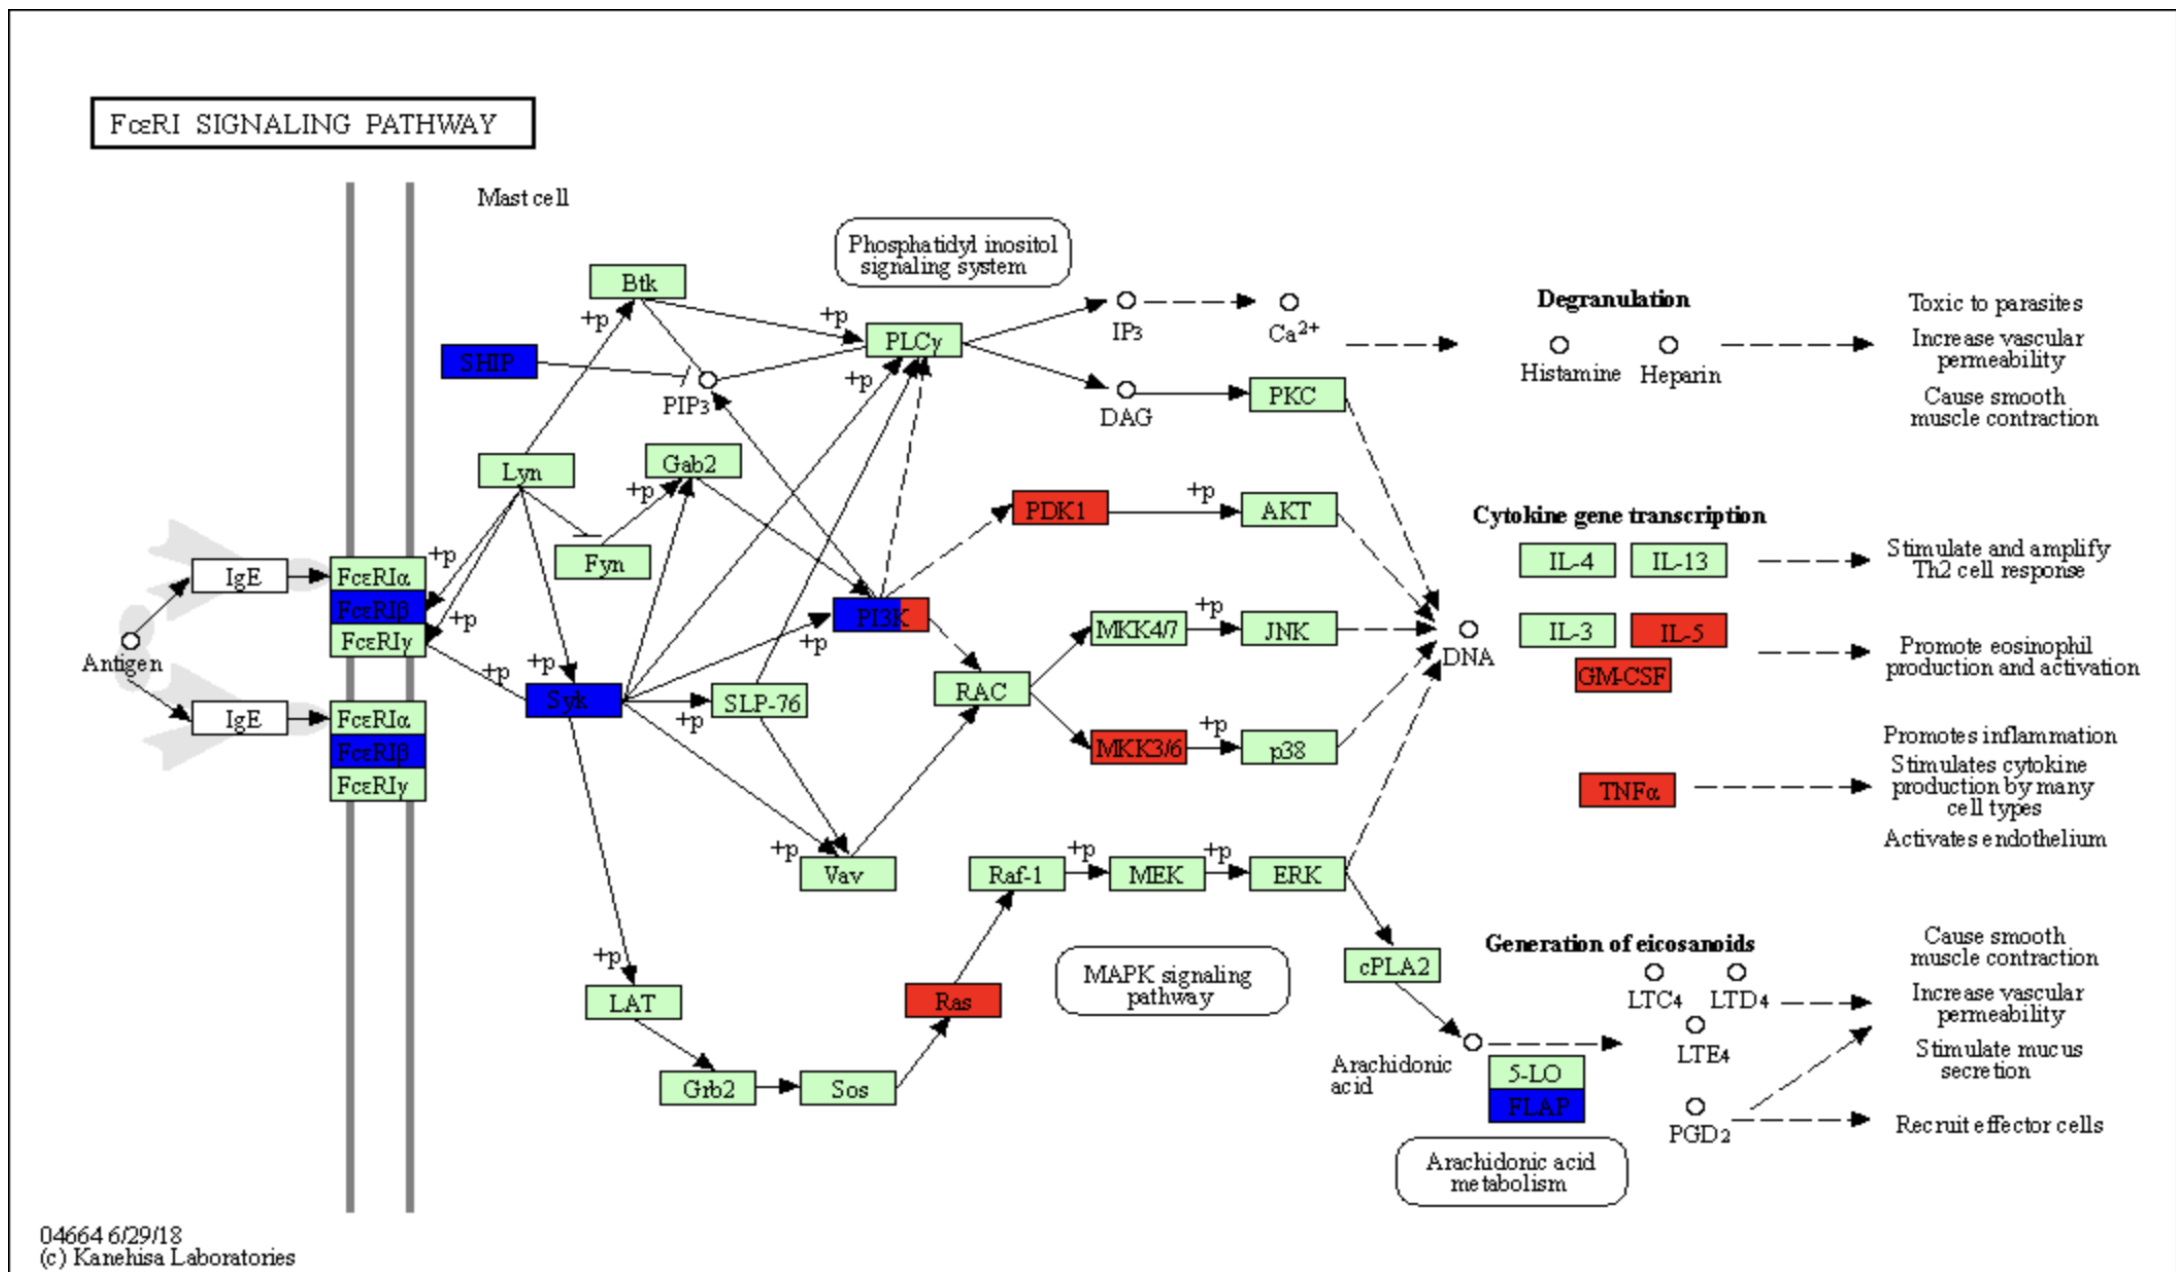 FcεRI SIGNALING PATHWAY
Mast cell
Phosphatidyl inositol
signaling system
Btk
+p
+p
SHIP
PLCγ
IP3
Ca2+
Degranulation
Histamine
Heparin
Toxic to parasites
Increase vascular
permeability
Cause smooth
muscle contraction
+p
PIP3
DAG
PKC
Lyn
Gab2
+p
PDK1
+p
AKT
Cytokine gene transcription
Fyn
+p
IgE
FcεRIα
FcεRIβ
FcεRIγ
+p
Antigen
IL-4
IL-13
Stimulate and amplify
Th2 cell response
PI3K
+p
MKK4/7
+p
JNK
DNA
IL-3
IL-5
GM-CSF
Promote eosinophil
production and activation
+p
+p
Syk
+p
SLP-76
RAC
IgE
FcεRIα
FcεRIβ
FcεRIγ
MKK3/6
+p
p38
TNFα
Promotes inflammation
Stimulates cytokine
production by many
cell types
Activates endothelium
+p
Vav
Raf-1
+p
MEK
+p
ERK
+p
LAT
Ras
MAPK signaling
pathway
cPLA2
Generation of eicosanoids
LTC4
LTD4
LTE4
Cause smooth
muscle contraction
Increase vascular
permeability
Stimulate mucus
secretion
Grb2
Sos
Arachidonic
acid
5-LO
FLAP
PGD2
Recruit effector cells
Arachidonic acid
metabolism
04664 6/29/18
(c) Kanehisa Laboratories